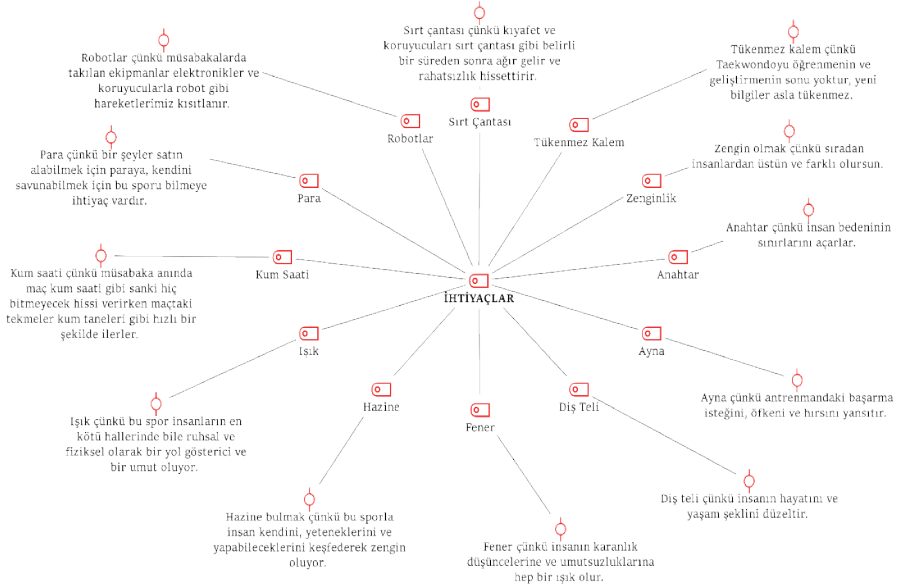 Sırt çantası çünkü kıyafet ve
koruyucuları sırt çantası gibi belirli
bir süreden sonra ağır gelir ve
rahatsızlık hissettirir.
Sırt Çantası
Tükenmez kalem çünkü
Taekwondoyu öğrenmenin ve
geliştirmenin sonu yoktur, yeni
bilgiler asla tükenmez.
Tükenmez Kalem
Robotlar çünkü müsabakalarda
takılan ekipmanlar elektronikler ve
koruyucularla robot gibi
hareketlerimiz kısıtlanır.
Robotlar
Zengin olmak çünkü sıradan
insanlardan üstün ve farklı olursun.
Zenginlik
Para çünkü bir şeyler satın
alabilmek için paraya, kendini
savunabilmek için bu sporu bilmeye
ihtiyaç vardır.
Para
Anahtar çünkü insan bedeninin
sınırlarını açarlar.
Anahtar
Kum saati çünkü müsabaka anında
maç kum saati gibi sanki hiç
bitmeyecek hissi verirken maçtaki
tekmeler kum taneleri gibi hızlı bir
şekilde ilerler.
Kum Saati
İHTİYAÇLAR
Işık
Ayna
Ayna çünkü antrenmandaki başarma
isteğini, öfkeni ve hırsını yansıtır.
Hazine
Fener
Diş Teli
Işık çünkü bu spor insanların en
kötü hallerinde bile ruhsal ve
fiziksel olarak bir yol gösterici ve
bir umut oluyor.
Diş teli çünkü insanın hayatını ve
yaşam şeklini düzeltir.
Hazine bulmak çünkü bu sporla
insan kendini, yeteneklerini ve
yapabileceklerini keşfederek zengin
oluyor.
Fener çünkü insanın karanlık
düşüncelerine ve umutsuzluklarına
hep bir ışık olur.